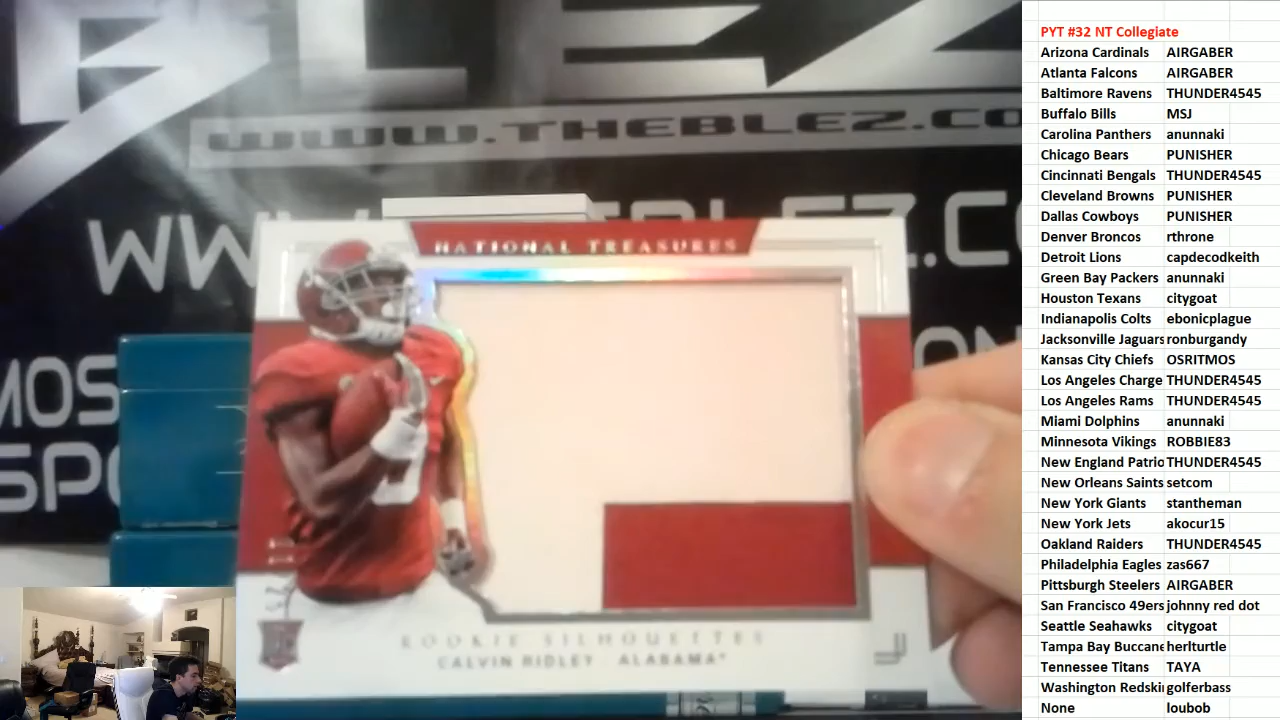 BLEZ
WWW.THEBLEZ.CO
WWW.THEBLEZ.CO
NATIONAL TREASURES
ROOKIE SILHOUETTES
CALVIN RIDLEY ALABAMA
PYT #32 NT Collegiate
Arizona Cardinals AIRGABER
Atlanta Falcons AIRGABER
Baltimore Ravens THUNDER4545
Buffalo Bills MSJ
Carolina Panthers anunnaki
Chicago Bears PUNISHER
Cincinnati Bengals THUNDER4545
Cleveland Browns PUNISHER
Dallas Cowboys PUNISHER
Denver Broncos rthrone
Detroit Lions capdecodkeith
Green Bay Packers anunnaki
Houston Texans citygoat
Indianapolis Colts ebonicplague
Jacksonville Jaguars ronburgandy
Kansas City Chiefs OSRITMOS
Los Angeles Charge THUNDER4545
Los Angeles Rams THUNDER4545
Miami Dolphins anunnaki
Minnesota Vikings ROBBIE83
New England Patrio THUNDER4545
New Orleans Saints setcom
New York Giants stantheman
New York Jets akocur15
Oakland Raiders THUNDER4545
Philadelphia Eagles zas667
Pittsburgh Steelers AIRGABER
San Francisco 49ers johnny red dot
Seattle Seahawks citygoat
Tampa Bay Buccane herlturtle
Tennessee Titans TAYA
Washington Redski golferbass
None loubob